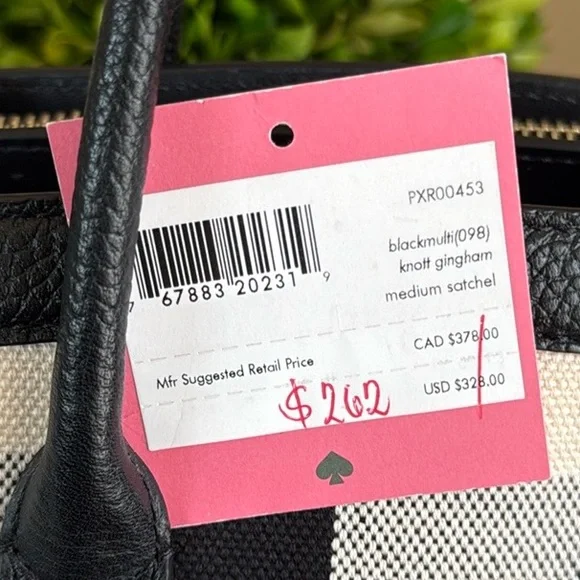 PXR00453
blackmulti(098)
knott gingham
medium satchel
7 67883 20231 9
CAD $378.00
Mfr Suggested Retail Price
USD $328.00
$262